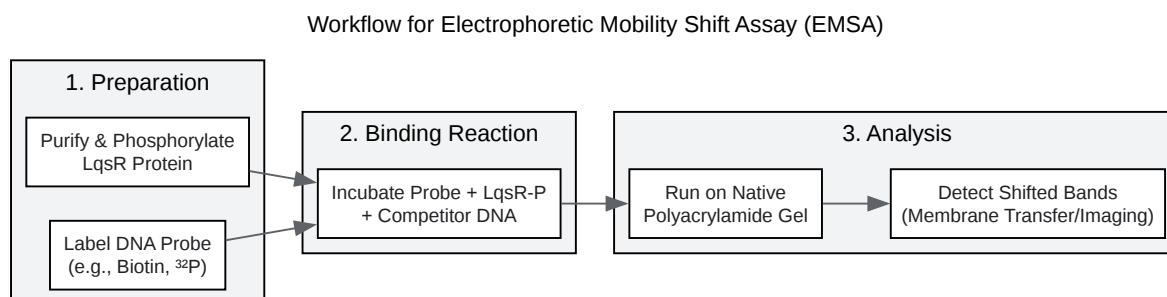 Workflow for Electrophoretic Mobility Shift Assay (EMSA)
1. Preparation
Purify & Phosphorylate
LqsR Protein
Label DNA Probe
(e.g., Biotin, ³²P)
2. Binding Reaction
Incubate Probe + LqsR-P
+ Competitor DNA
3. Analysis
Run on Native
Polyacrylamide Gel
Detect Shifted Bands
(Membrane Transfer/Imaging)